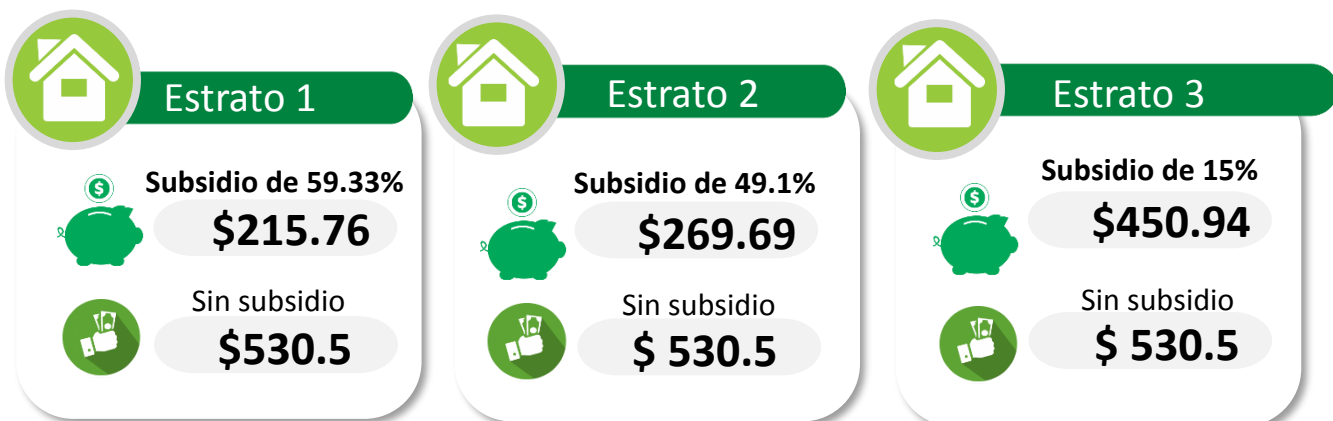 Estrato 1
Subsidio de 59.33%
$
$215.76
Sin subsidio
$530.5
Estrato 2
Subsidio de 49.1%
$
$269.69
Sin subsidio
$ 530.5
Estrato 3
Subsidio de 15%
$
$450.94
Sin subsidio
$ 530.5